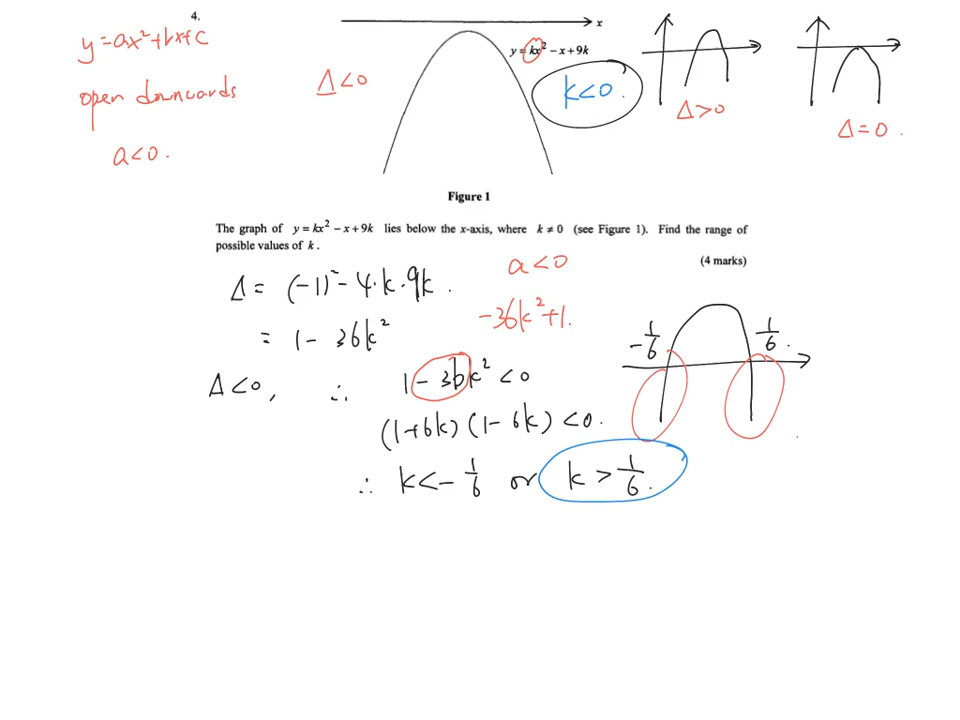 4.
y=ax²+bx+c
open downwards
a<0.
Δ<0
x
y = kx² − x + 9k
k<0.
Δ>0
Δ=0.
Figure 1
The graph of y = kx² − x + 9k lies below the x-axis, where k ≠ 0 (see Figure 1). Find the range of
possible values of k.
(4 marks)
Δ = (-1)² - 4·k·9k.
a<0
= 1 - 36k²
-36k²+1.
Δ<0, ∴ 1 - 36k² <0
(1+6k)(1-6k)<0.
∴ k<-1/6 or k>1/6.
-1/6
1/6.